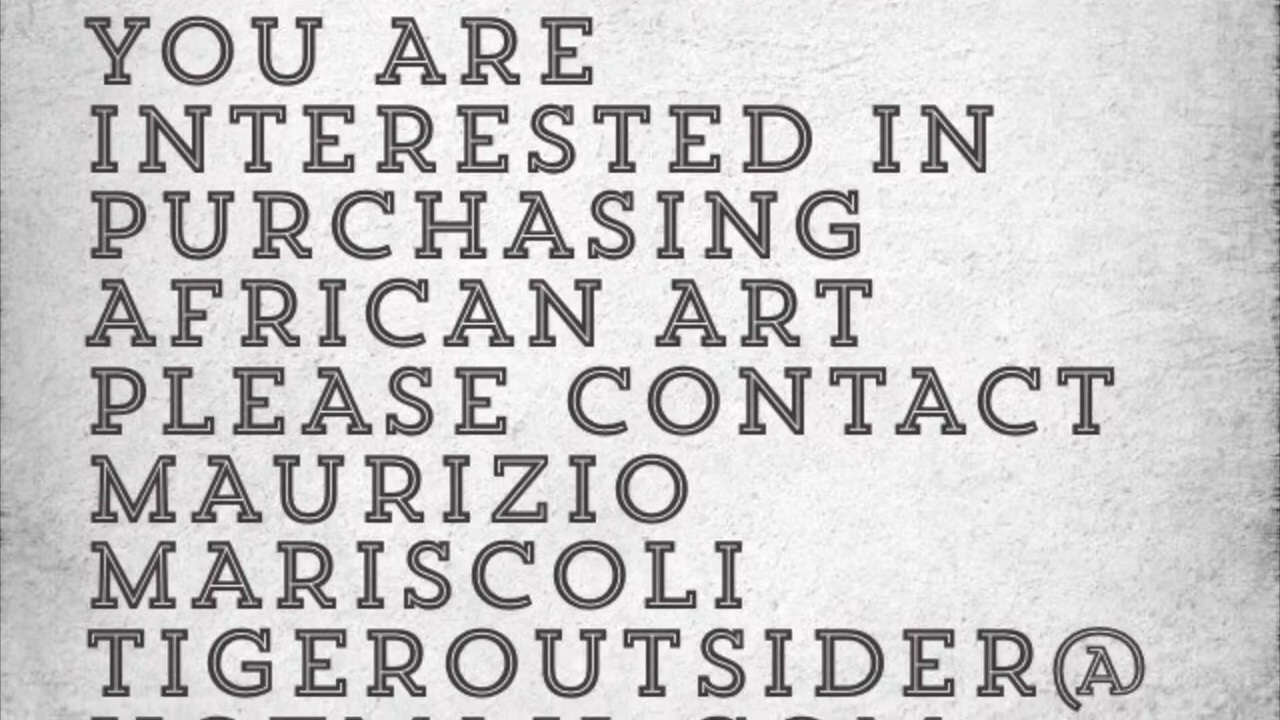 YOU ARE
INTERESTED IN
PURCHASING
AFRICAN ART
PLEASE CONTACT
MAURIZIO
MARISCOLI
TIGEROUTSIDER@